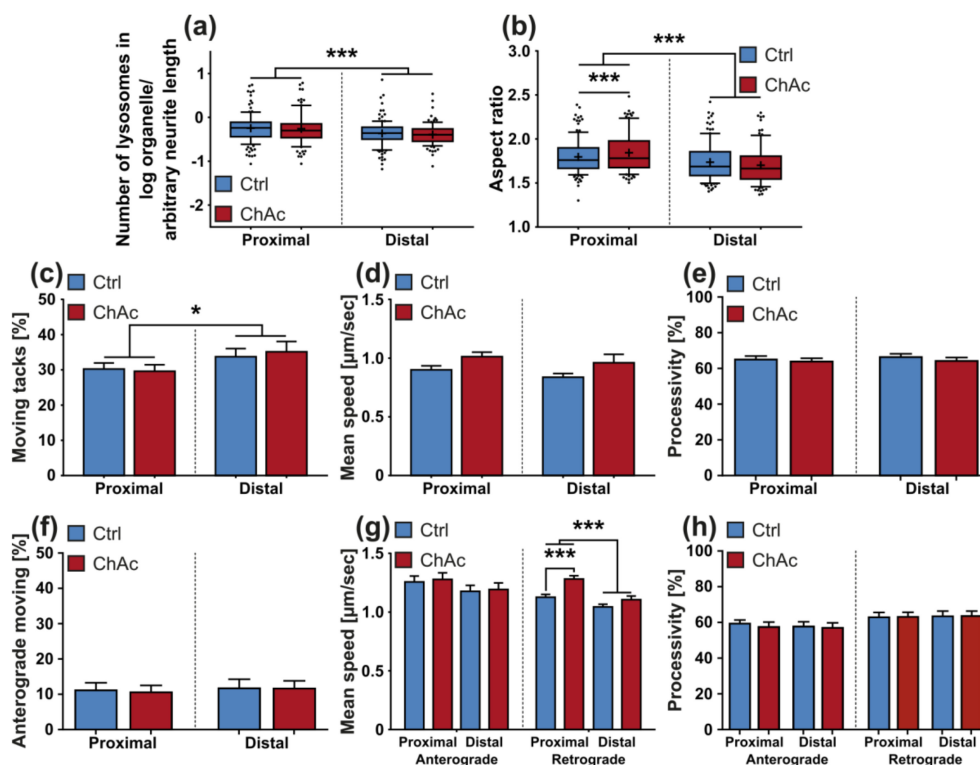 (a)
Number of lysosomes in
log organelle/
arbitrary neurite length
1
0
-1
-2
***
Ctrl
ChAc
Proximal Distal
(b)
Aspect ratio
3.0
2.5
2.0
1.5
1.0
***
***
Ctrl
ChAc
Proximal Distal
(c)
Moving tacks [%]
50
40
30
20
10
0
Ctrl
ChAc
*
Proximal Distal
(d)
Mean speed [µm/sec]
1.5
1.0
0.5
0
Ctrl
ChAc
Proximal Distal
(e)
Processivity [%]
100
80
60
40
20
0
Ctrl
ChAc
Proximal Distal
(f)
Anterograde moving [%]
50
40
30
20
10
0
Ctrl
ChAc
Proximal Distal
(g)
Mean speed [µm/sec]
1.5
1.0
0.5
0
Ctrl
ChAc
***
***
Proximal Distal Proximal Distal
Anterograde Retrograde
(h)
Processivity [%]
100
80
60
40
20
0
Ctrl
ChAc
Proximal Distal Proximal Distal
Anterograde Retrograde